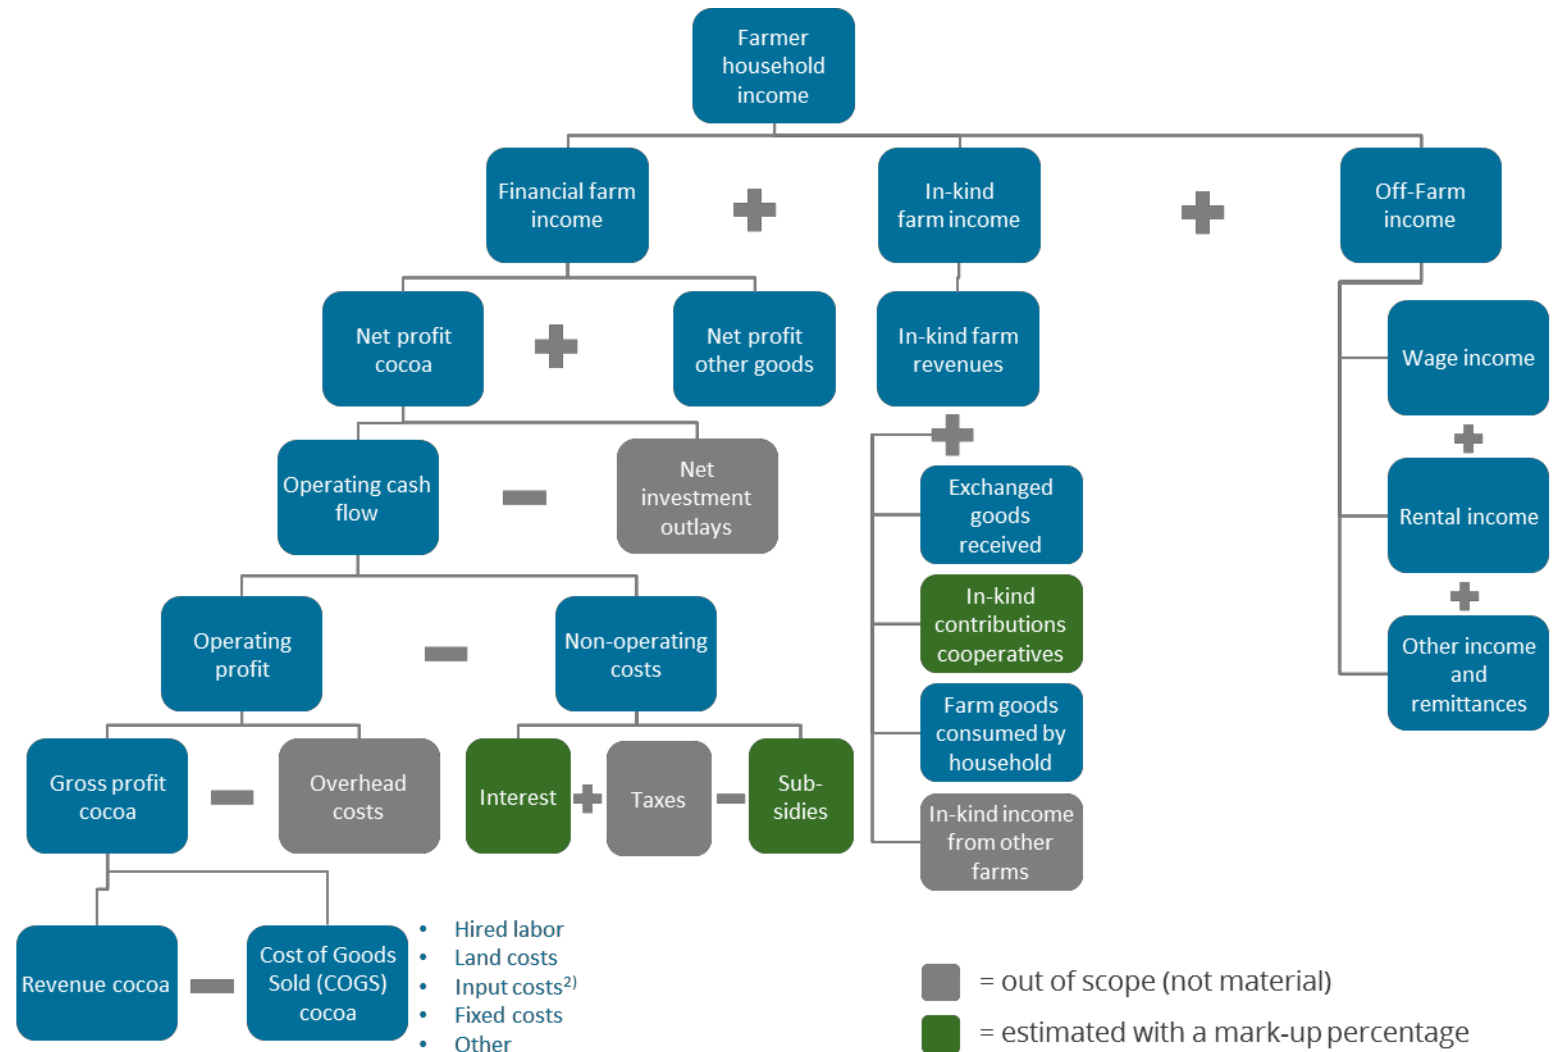 Farmer
household
income
Financial farm
income
In-kind
farm income
Off-Farm
income
Net profit
cocoa
Net profit
other goods
In-kind farm
revenues
Wage income
Operating cash
flow
Net
investment
outlays
Exchanged
goods
received
Rental income
Operating
profit
Non-operating
costs
In-kind
contributions
cooperatives
Other income
and
remittances
Farm goods
consumed by
household
Gross profit
cocoa
Overhead
costs
Interest
Taxes
Sub-
sidies
In-kind income
from other
farms
Revenue cocoa
Cost of Goods
Sold (COGS)
cocoa
• Hired labor
• Land costs
• Input costs²⁾
• Fixed costs
• Other
= out of scope (not material)
= estimated with a mark-up percentage